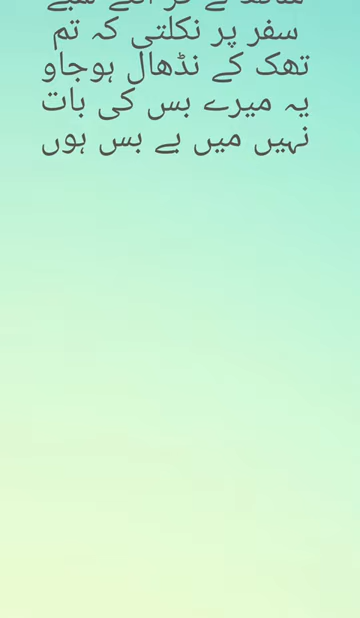 سفر پر نکلتی کہ تم
تھک کے نڈھال ہوجاو
یہ میرے بس کی بات
نہیں میں بے بس ہوں